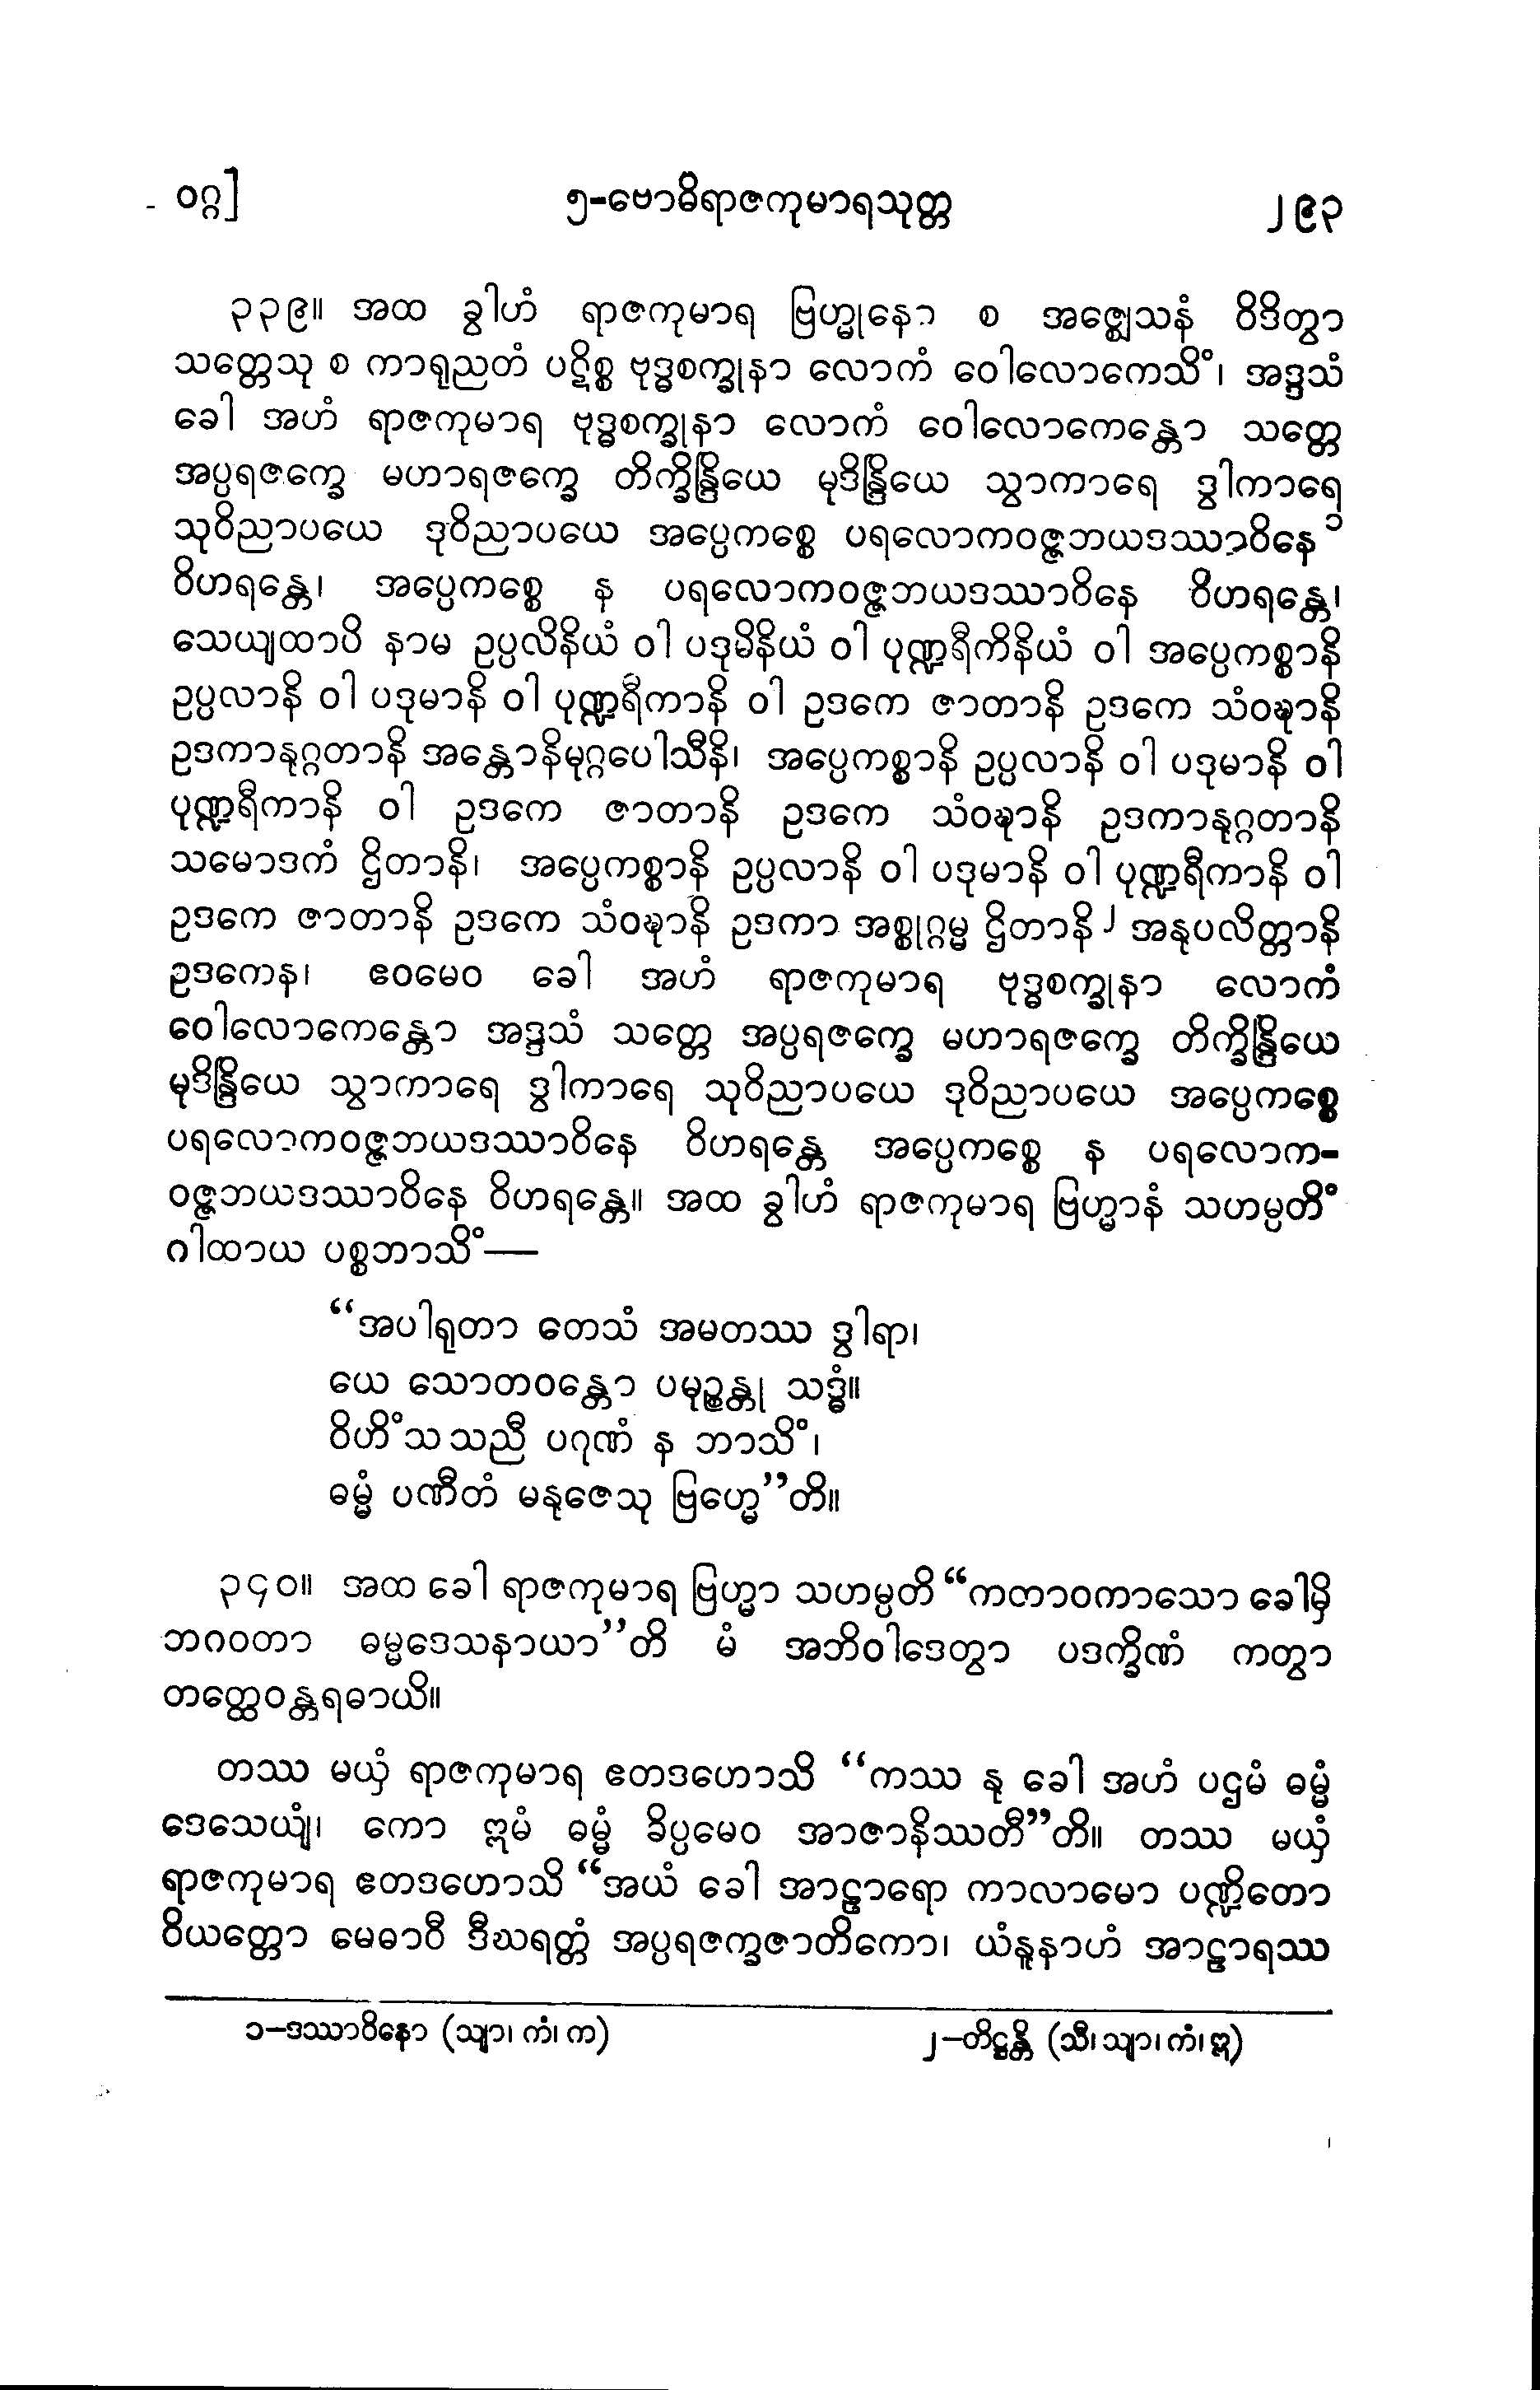 ဝဂ္ဂ]
၅-ဗောဓိရာဇကုမာရသုတ္တ
၂၉၃
၃၃၉။ အထ ခွါဟံ ရာဇကုမာရ ဗြဟ္မုနော စ အဇ္ဈေသနံ ဝိဒိတွာ
သတ္တေသု စ ကာရုညတံ ပဋိစ္စ ဗုဒ္ဓစက္ခုနာ လောကံ ဝေါလောကေသိံ၊ အဒ္ဒသံ
ခေါ အဟံ ရာဇကုမာရ ဗုဒ္ဓစက္ခုနာ လောကံ ဝေါလောကေန္တော သတ္တေ
အပ္ပရဇက္ခေ မဟာရဇက္ခေ တိက္ခိန္ဒြိယေ မုဒိန္ဒြိယေ သွာကာရေ ဒွါကာရေ
သုဝိညာပယေ ဒုဝိညာပယေ အပ္ပေကစ္စေ ပရလောကဝဇ္ဇဘယဒဿာဝိနေ ၁
ဝိဟရန္တေ၊ အပ္ပေကစ္စေ န ပရလောကဝဇ္ဇဘယဒဿာဝိနေ ဝိဟရန္တေ၊
သေယျထာပိ နာမ ဥပ္ပလိနိယံ ဝါ ပဒုမိနိယံ ဝါ ပုဏ္ဍရီကိနိယံ ဝါ အပ္ပေကစ္စာနိ
ဥပ္ပလာနိ ဝါ ပဒုမာနိ ဝါ ပုဏ္ဍရီကာနိ ဝါ ဥဒကေ ဇာတာနိ ဥဒကေ သံဝဍ္ဎာနိ
ဥဒကာနုဂ္ဂတာနိ အန္တောနိမုဂ္ဂပေါသီနိ၊ အပ္ပေကစ္စာနိ ဥပ္ပလာနိ ဝါ ပဒုမာနိ ဝါ
ပုဏ္ဍရီကာနိ ဝါ ဥဒကေ ဇာတာနိ ဥဒကေ သံဝဍ္ဎာနိ ဥဒကာနုဂ္ဂတာနိ
သမောဒကံ ဌိတာနိ၊ အပ္ပေကစ္စာနိ ဥပ္ပလာနိ ဝါ ပဒုမာနိ ဝါ ပုဏ္ဍရီကာနိ ဝါ
ဥဒကေ ဇာတာနိ ဥဒကေ သံဝဍ္ဎာနိ ဥဒကာ အစ္စုဂ္ဂမ္မ ဌိတာနိ ၂ အနုပလိတ္တာနိ
ဥဒကေန၊ ဧဝမေဝ ခေါ အဟံ ရာဇကုမာရ ဗုဒ္ဓစက္ခုနာ လောကံ
ဝေါလောကေန္တော အဒ္ဒသံ သတ္တေ အပ္ပရဇက္ခေ မဟာရဇက္ခေ တိက္ခိန္ဒြိယေ
မုဒိန္ဒြိယေ သွာကာရေ ဒွါကာရေ သုဝိညာပယေ ဒုဝိညာပယေ အပ္ပေကစ္စေ
ပရလောကဝဇ္ဇဘယဒဿာဝိနေ ဝိဟရန္တေ အပ္ပေကစ္စေ န ပရလောက-
ဝဇ္ဇဘယဒဿာဝိနေ ဝိဟရန္တေ။ အထ ခွါဟံ ရာဇကုမာရ ဗြဟ္မာနံ သဟမ္ပတိံ
ဂါထာယ ပစ္စဘာသိံ—
“အပါရုတာ တေသံ အမတဿ ဒွါရာ၊
ယေ သောတဝန္တော ပမုဉ္စန္တု သဒ္ဓံ။
ဝိဟိံသ သညီ ပဂုဏံ န ဘာသိံ၊
ဓမ္မံ ပဏီတံ မနုဇေသု ဗြဟ္မေ”တိ။
၃၄၀။ အထ ခေါ ရာဇကုမာရ ဗြဟ္မာ သဟမ္ပတိ “ကတာဝကာသော ခေါမှိ
ဘဂဝတာ ဓမ္မဒေသနာယာ”တိ မံ အဘိဝါဒေတွာ ပဒက္ခိဏံ ကတွာ
တတ္ထေဝန္တရဓာယိ။
တဿ မယှံ ရာဇကုမာရ ဧတဒဟောသိ “ကဿ နု ခေါ အဟံ ပဌမံ ဓမ္မံ
ဒေသေယျံ၊ ကော ဣမံ ဓမ္မံ ခိပ္ပမေဝ အာဇာနိဿတီ”တိ။ တဿ မယှံ
ရာဇကုမာရ ဧတဒဟောသိ “အယံ ခေါ အာဠာရော ကာလာမော ပဏ္ဍိတော
ဝိယတ္တော မေဓာဝီ ဒီဃရတ္တံ အပ္ပရဇက္ခဇာတိကော၊ ယံနူနာဟံ အာဠာရဿ
၁—ဒဿာဝိနော (သျာ၊ ကံ၊ က)
၂—တိဋ္ဌန္တိ (သီ၊ သျာ၊ ကံ၊ ဣ)